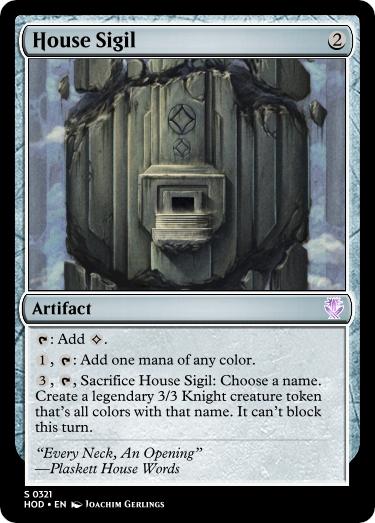 House Sigil 2
Artifact
: Add .
1 , : Add one mana of any color.
3 , , Sacrifice House Sigil: Choose a name.
Create a legendary 3/3 Knight creature token
that's all colors with that name. It can't block
this turn.
“Every Neck, An Opening”
—Plaskett House Words
S 0321
HOD • EN Joachim Gerlings